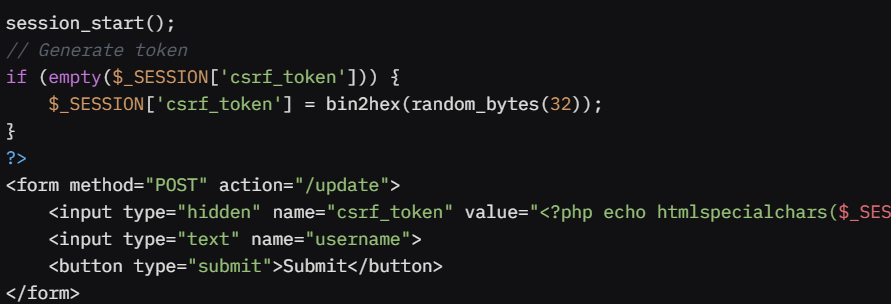 session_start();
// Generate token
if (empty($_SESSION['csrf_token'])) {
    $_SESSION['csrf_token'] = bin2hex(random_bytes(32));
}
?>
<form method="POST" action="/update">
    <input type="hidden" name="csrf_token" value="<?php echo htmlspecialchars($_SES
    <input type="text" name="username">
    <button type="submit">Submit</button>
</form>